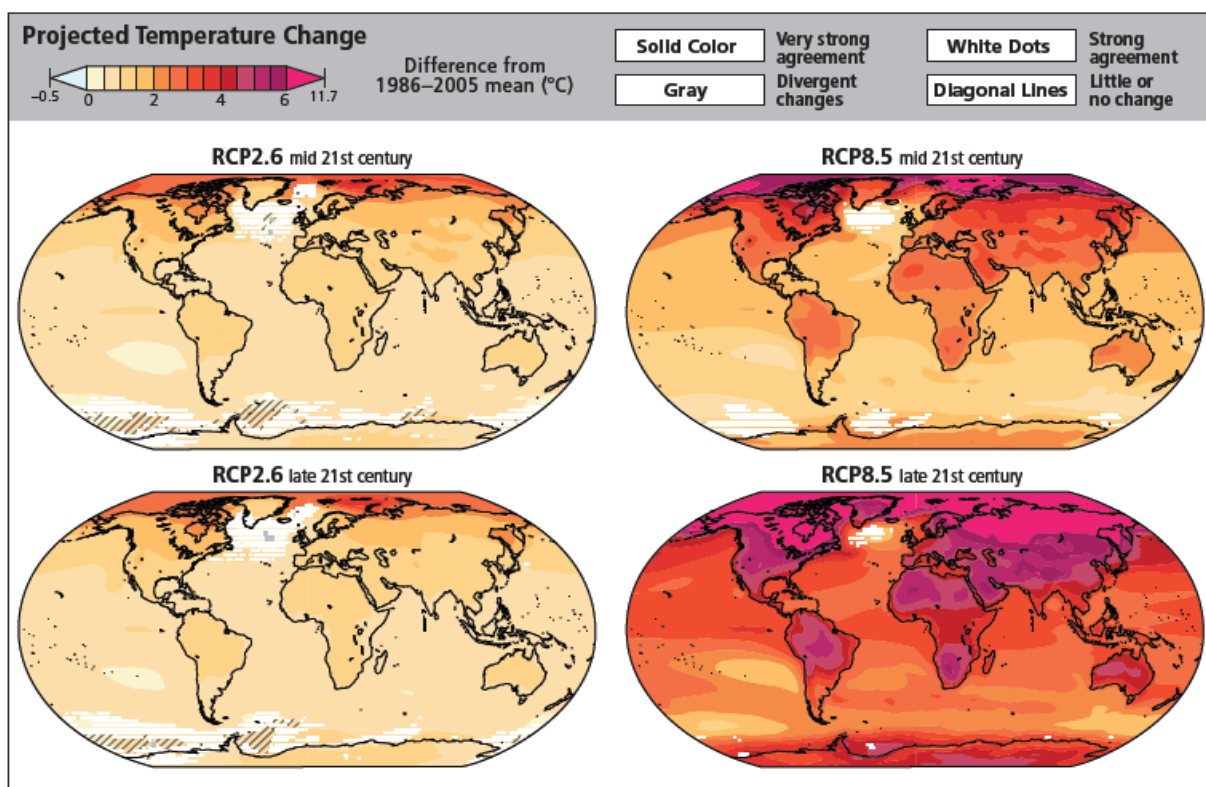 Projected Temperature Change
−0.5 0 2 4 6 11.7
Difference from
1986–2005 mean (°C)
Solid Color
Very strong
agreement
White Dots
Strong
agreement
Gray
Divergent
changes
Diagonal Lines
Little or
no change
RCP2.6 mid 21st century
RCP8.5 mid 21st century
RCP2.6 late 21st century
RCP8.5 late 21st century